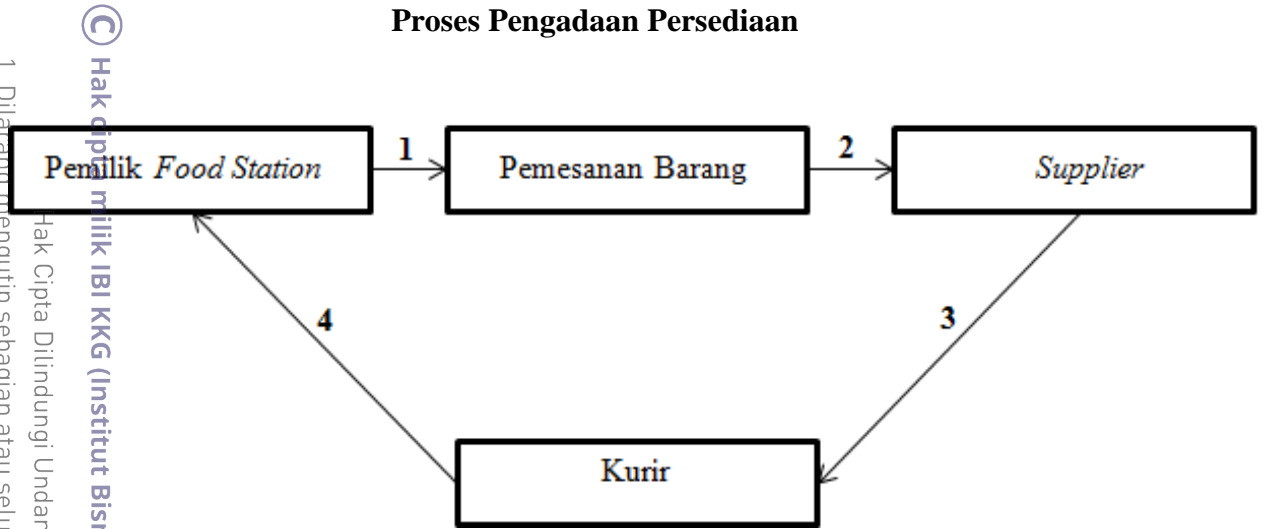 Proses Pengadaan Persediaan
Pemilik Food Station
1
Pemesanan Barang
2
Supplier
3
4
Kurir
© Hak cipta milik IBI KKG (Institut Bisn
Hak Cipta Dilindungi Undan
1. Dilarang mengutip sebagian atau selu